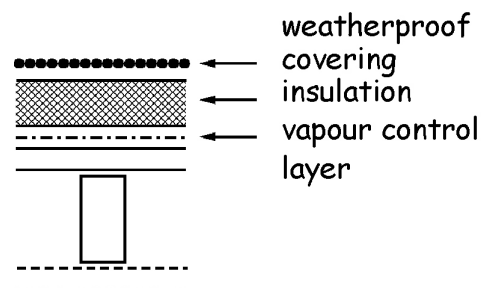 weatherproof
covering
insulation
vapour control
layer